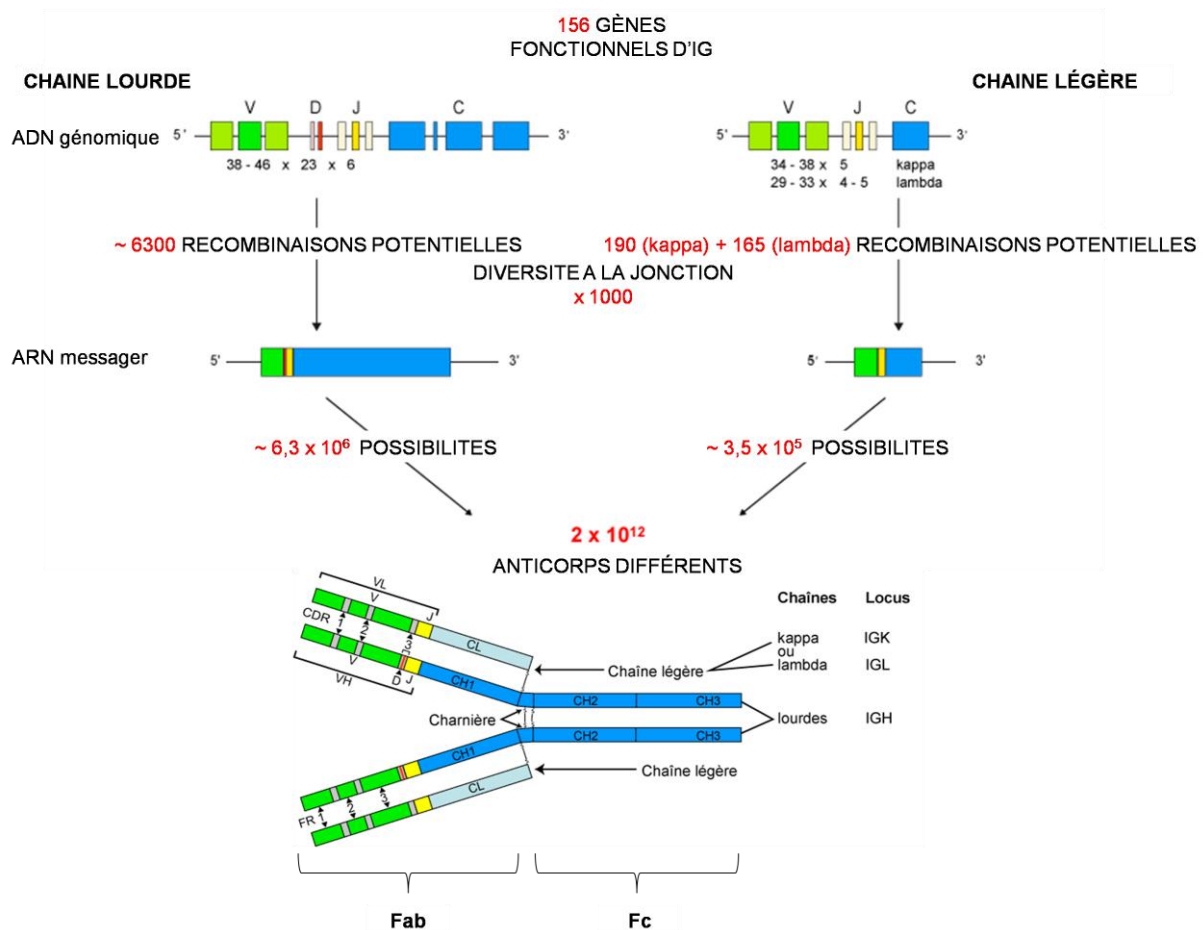 156 GÈNES
FONCTIONNELS D'IG
CHAINE LOURDE
CHAINE LÉGÈRE
V D J C
V J C
ADN génomique
5' 3'
5' 3'
38 - 46 x 23 x 6
34 - 38 x 5 kappa
29 - 33 x 4 - 5 lambda
~ 6300 RECOMBINAISONS POTENTIELLES
190 (kappa) + 165 (lambda) RECOMBINAISONS POTENTIELLES
DIVERSITE A LA JONCTION
x 1000
ARN messager
5' 3'
5' 3'
~ 6,3 x 10⁶ POSSIBILITES
~ 3,5 x 10⁵ POSSIBILITES
2 x 10¹²
ANTICORPS DIFFÉRENTS
VL
V
J
CDR 1 2 3
CL
V
D J
VH
CH1
CH2 CH3
Charnière
Chaîne légère
Chaînes Locus
kappa IGK
ou
lambda IGL
lourdes IGH
CH2 CH3
CH1
CL
FR 1 2 3
Chaîne légère
Fab Fc